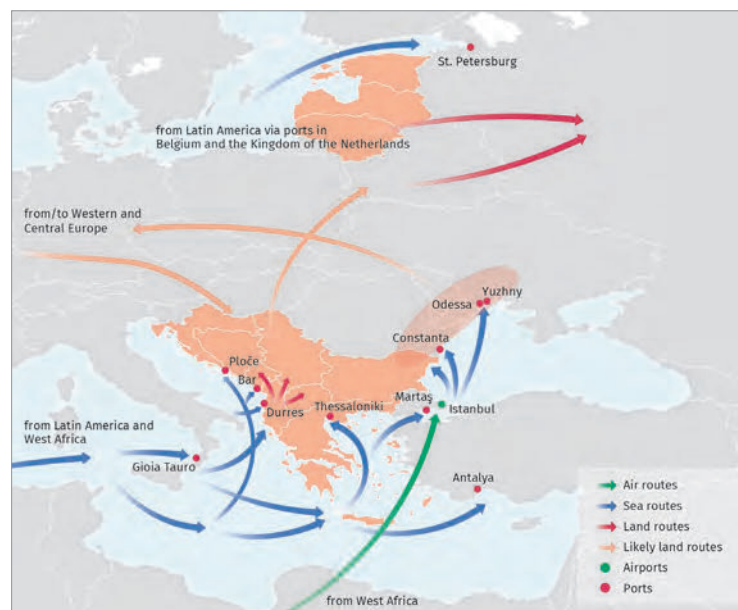 St. Petersburg
from Latin America via ports in
Belgium and the Kingdom of the Netherlands
from/to Western and
Central Europe
Yuzhny
Odessa
Constanta
Ploče
Bar
Durres
Thessaloniki
Martaş
Istanbul
from Latin America and
West Africa
Gioia Tauro
Antalya
from West Africa
Air routes
Sea routes
Land routes
Likely land routes
Airports
Ports